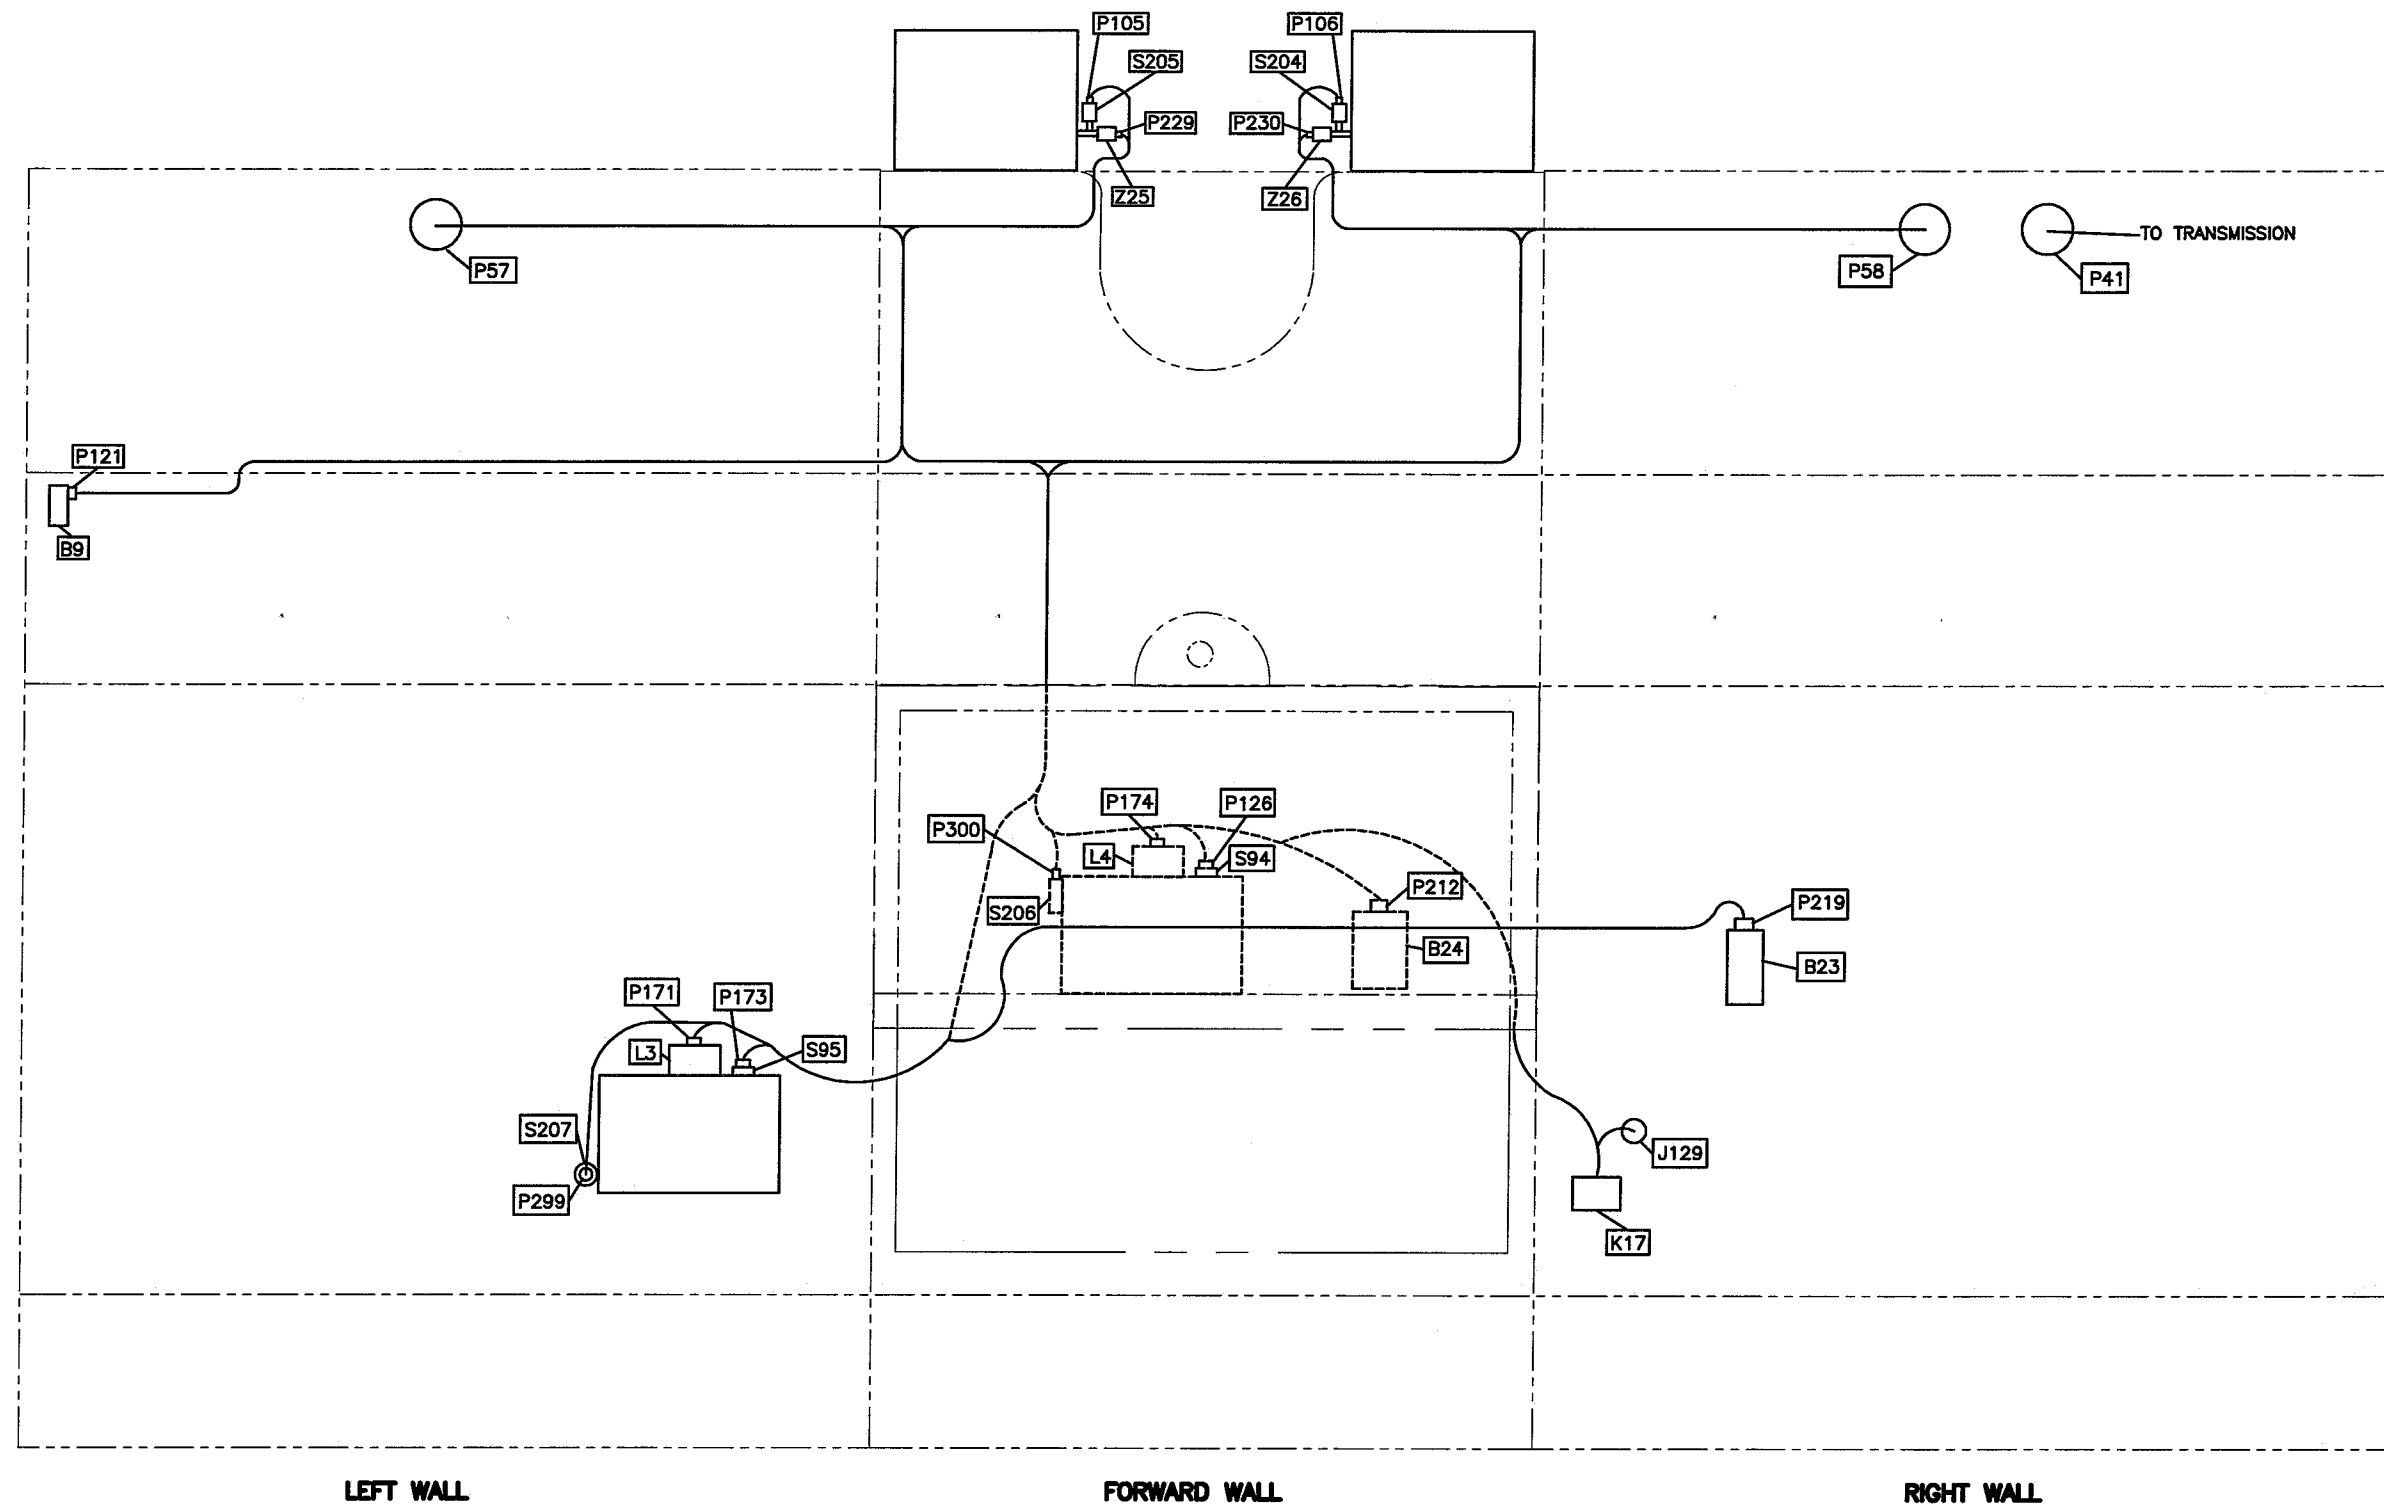 P105
P106
S205
S204
P229
P230
Z25
Z26
P57
P58
P41
TO TRANSMISSION
P121
B9
P174
P126
P300
L4
S94
P212
S206
P219
B24
B23
P171
P173
L3
S95
S207
J129
P299
K17
LEFT WALL
FORWARD WALL
RIGHT WALL